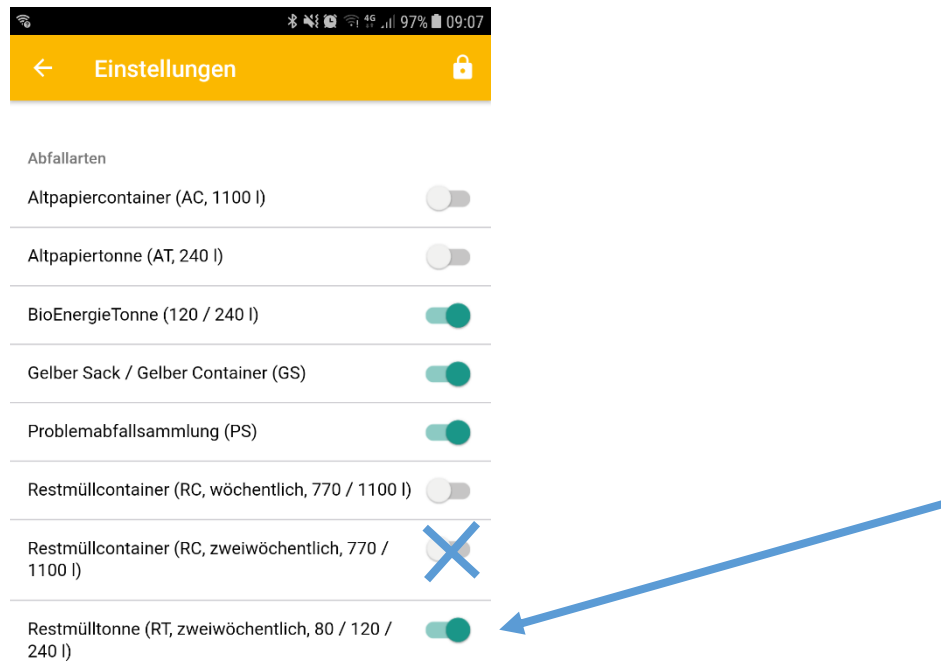 4G 97% 09:07
Einstellungen
Abfallarten
Altpapiercontainer (AC, 1100 l)
Altpapiertonne (AT, 240 l)
BioEnergieTonne (120 / 240 l)
Gelber Sack / Gelber Container (GS)
Problemabfallsammlung (PS)
Restmüllcontainer (RC, wöchentlich, 770 / 1100 l)
Restmüllcontainer (RC, zweiwöchentlich, 770 /
1100 l)
Restmülltonne (RT, zweiwöchentlich, 80 / 120 /
240 l)